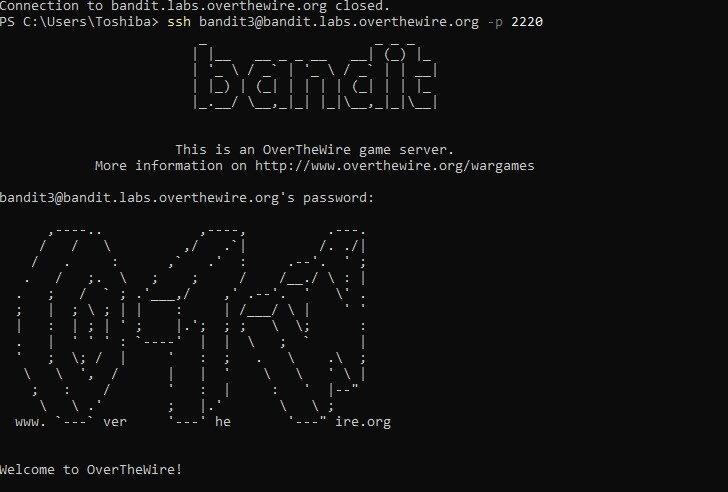 Connection to bandit.labs.overthewire.org closed.
PS C:\Users\Toshiba> ssh bandit3@bandit.labs.overthewire.org -p 2220
bandit
This is an OverTheWire game server.
More information on http://www.overthewire.org/wargames
bandit3@bandit.labs.overthewire.org's password:
www. ver he ire.org
Welcome to OverTheWire!